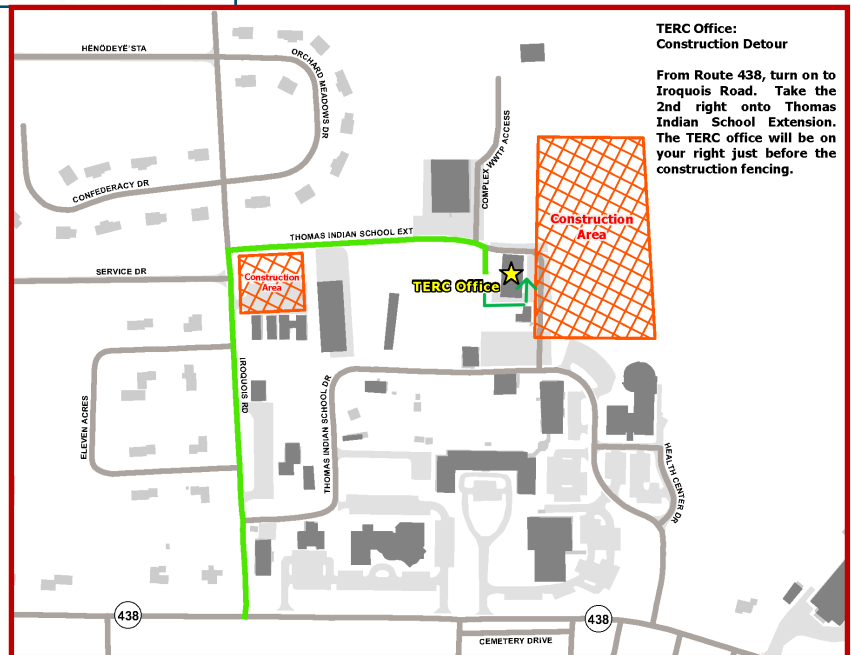 TERC Office:
Construction Detour
From Route 438, turn on to
Iroquois Road. Take the
2nd right onto Thomas
Indian School Extension.
The TERC office will be on
your right just before the
construction fencing.
HËNÖDEYË'STA
ORCHARD MEADOWS DR
CONFEDERACY DR
COMPLEX WWTP ACCESS
THOMAS INDIAN SCHOOL EXT
Construction
Area
SERVICE DR
Construction
Area
TERC Office
IROQUOIS RD
ELEVEN ACRES
THOMAS INDIAN SCHOOL DR
HEALTH CENTER DR
438
438
CEMETERY DRIVE